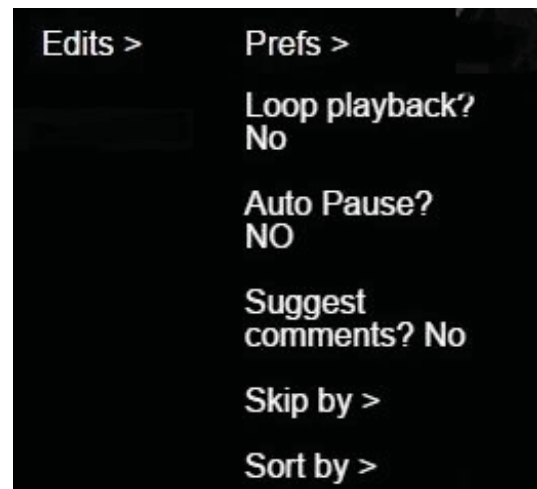 Edits >
Prefs >
Loop playback?
No
Auto Pause?
NO
Suggest
comments? No
Skip by >
Sort by >